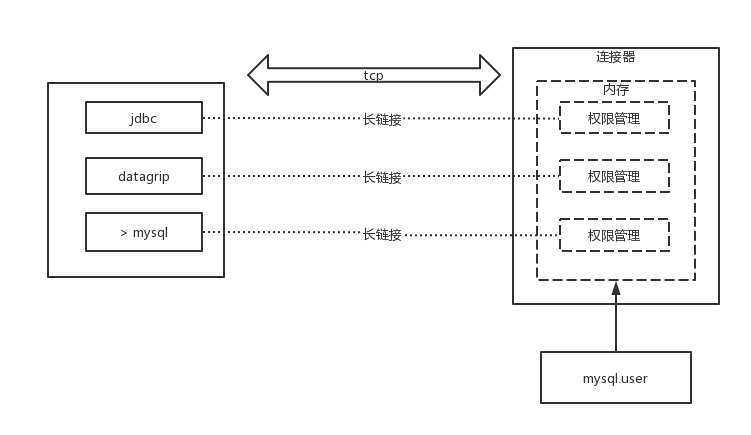 连接器
tcp
内存
jdbc
长链接
权限管理
datagrip
长链接
权限管理
> mysql
长链接
权限管理
mysql.user